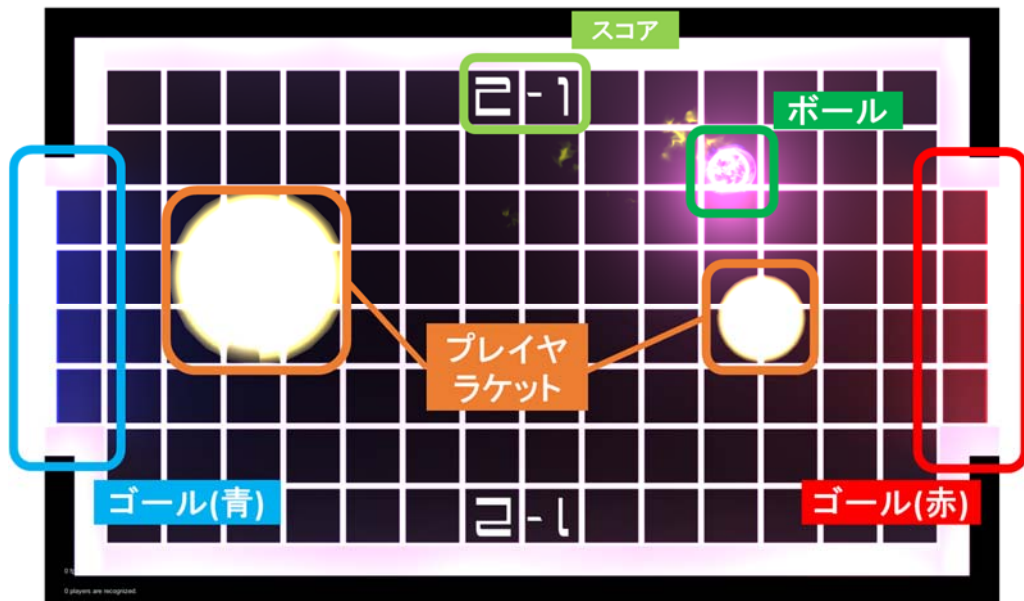 スコア
2-1
ボール
プレイヤ
ラケット
ゴール(青)
ゴール(赤)
2-1
0 players are recognized.